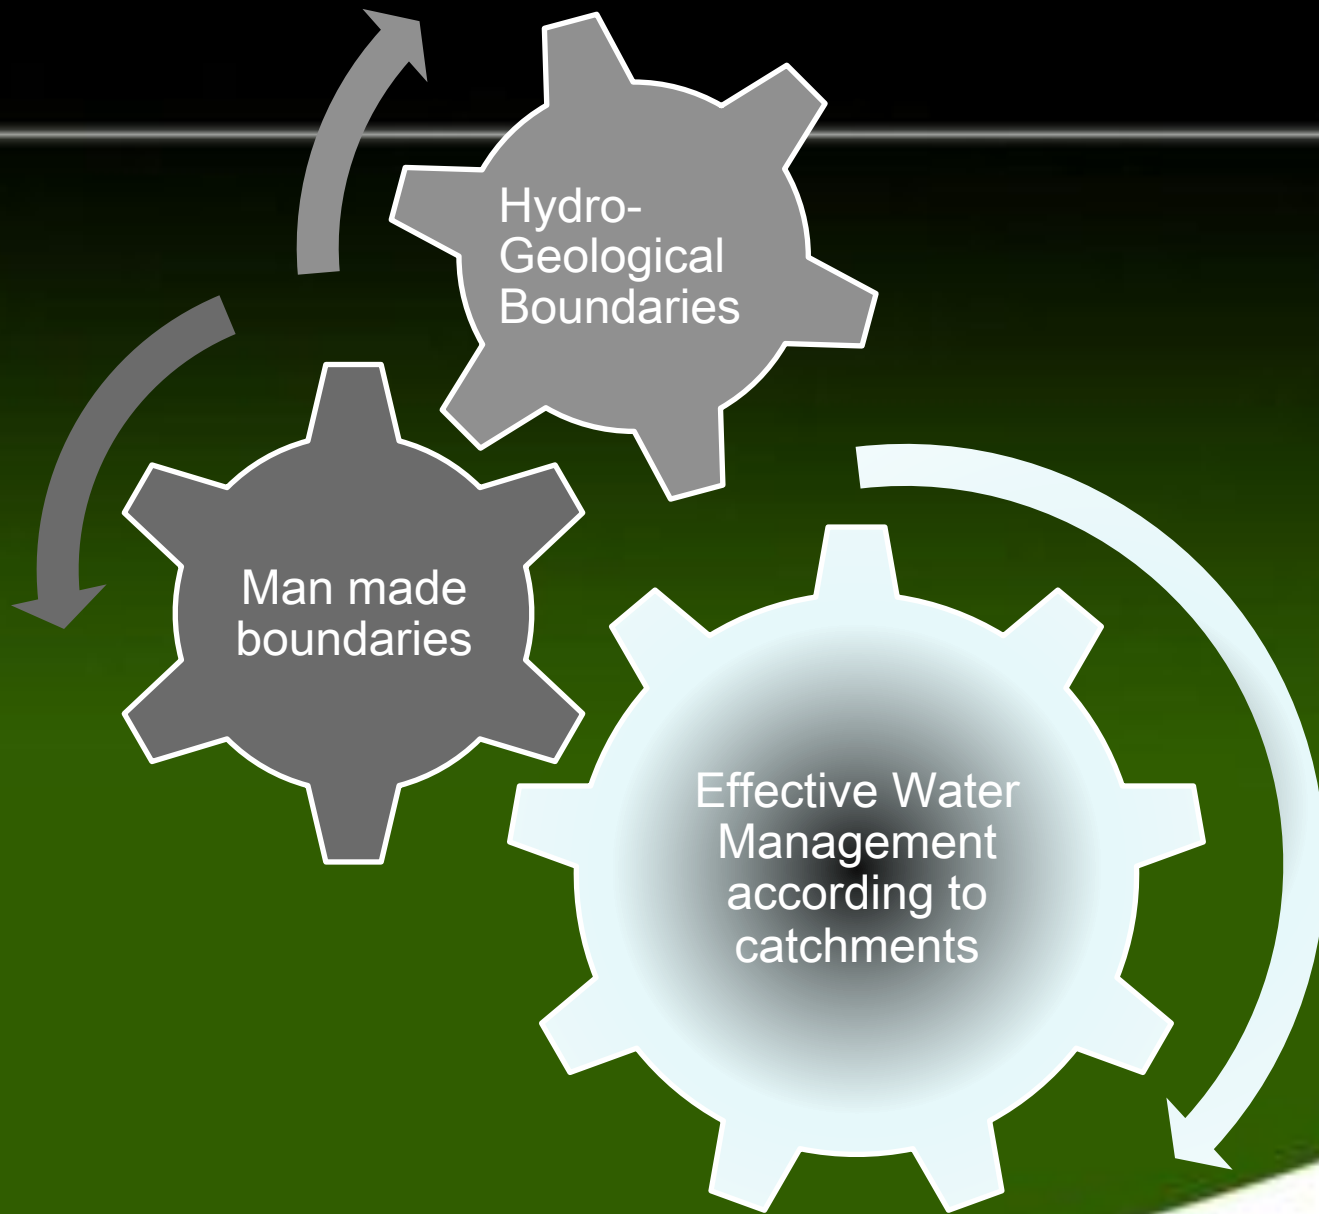 Hydro-
Geological
Boundaries
Man made
boundaries
Effective Water
Management
according to
catchments